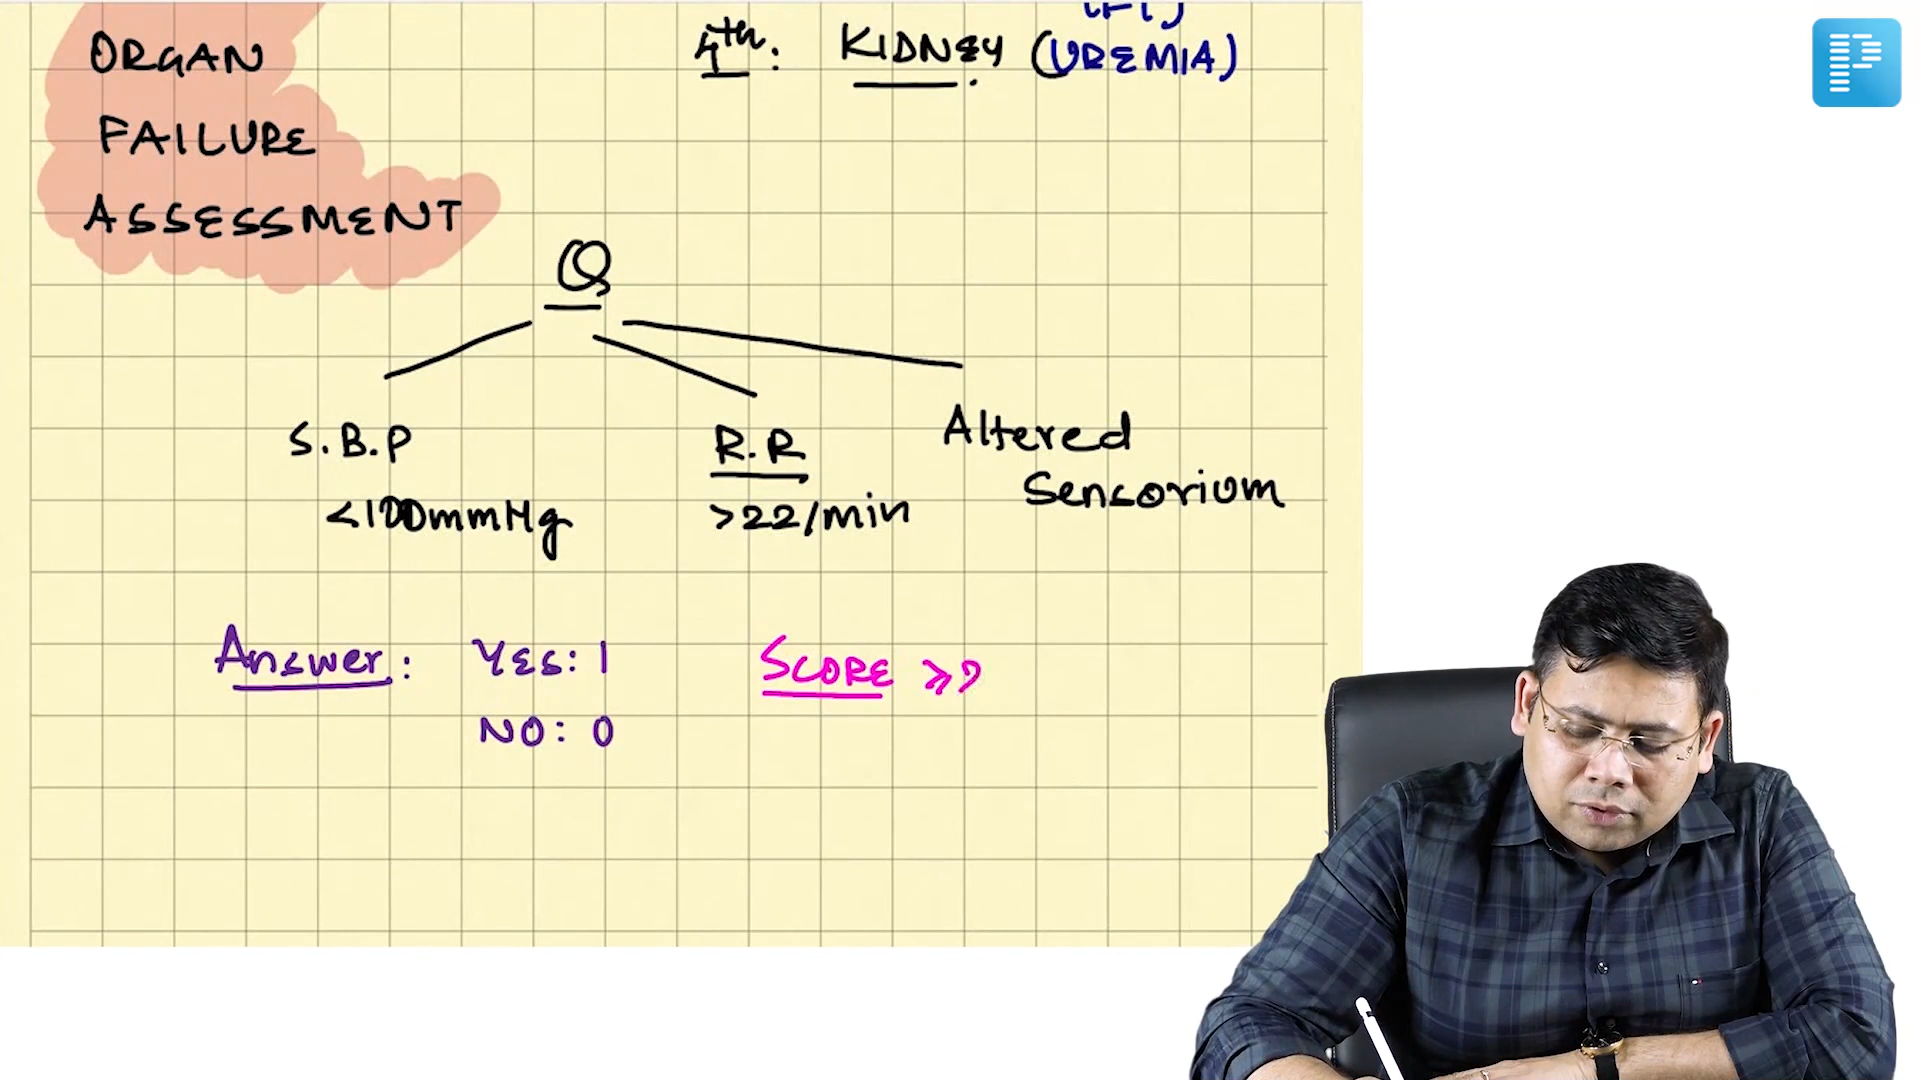 ORGAN
FAILURE
ASSESSMENT
4th: KIDNEY (UREMIA)
Q
S.B.P
<100mmHg
R.R
>22/min
Altered
Sensorium
Answer: YES: 1
NO: 0
SCORE ≥
P